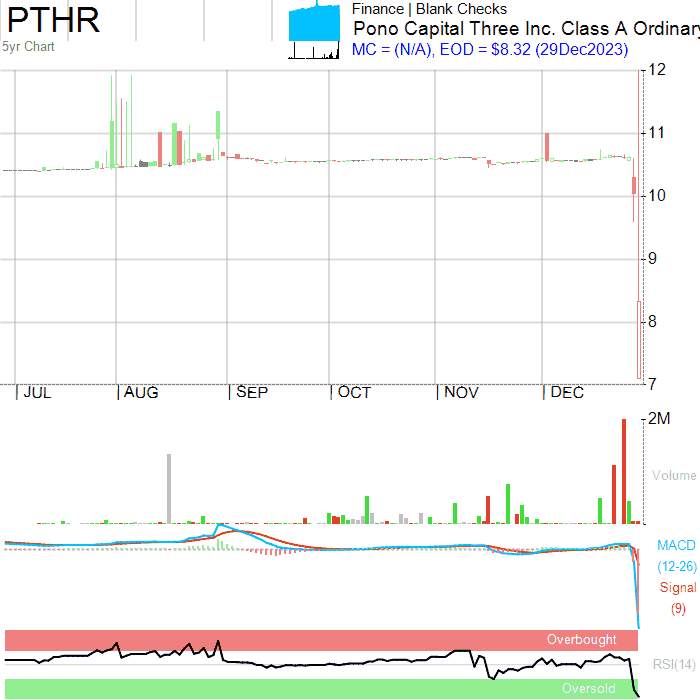 PTHR
5yr Chart
Finance | Blank Checks
Pono Capital Three Inc. Class A Ordinary
MC = (N/A), EOD = $8.32 (29Dec2023)
12
11
10
9
8
7
JUL AUG SEP OCT NOV DEC
2M
Volume
MACD
(12-26)
Signal
(9)
Overbought
RSI(14)
Oversold